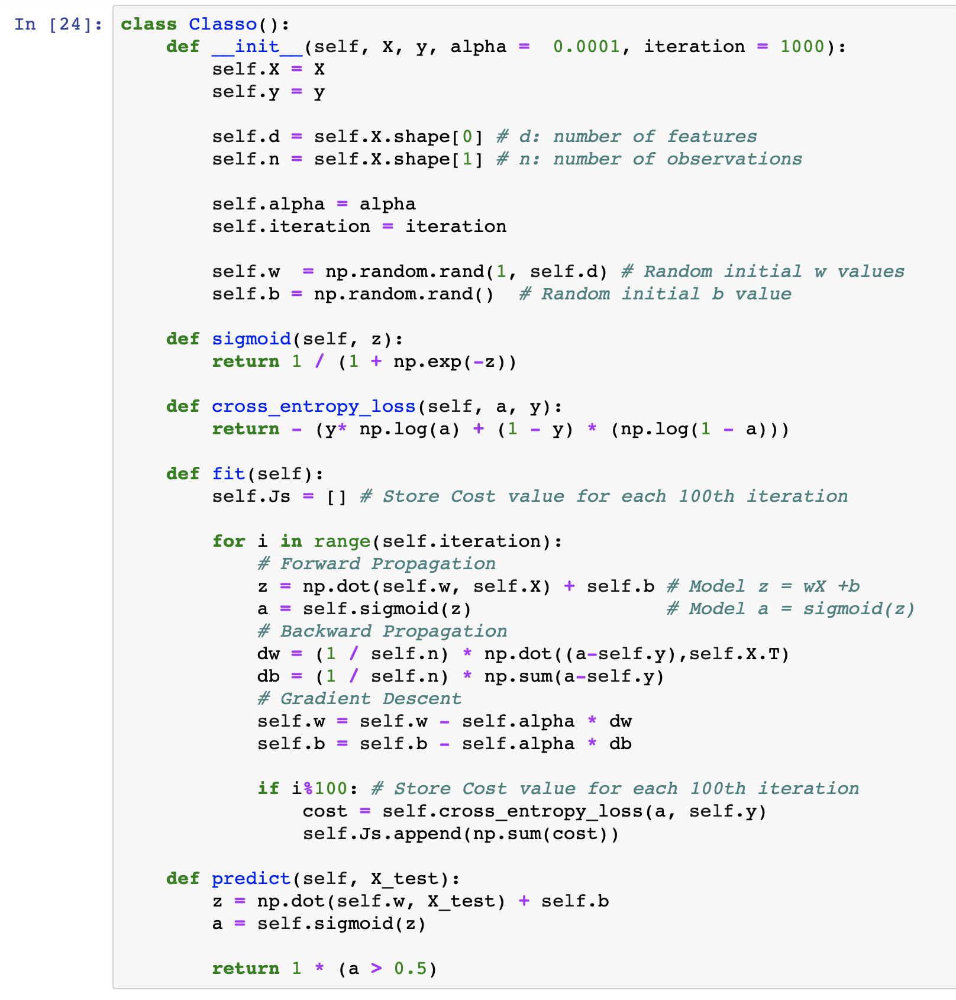 In [24]: class Classo():
    def __init__(self, X, y, alpha =  0.0001, iteration = 1000):
        self.X = X
        self.y = y

        self.d = self.X.shape[0] # d: number of features
        self.n = self.X.shape[1] # n: number of observations

        self.alpha = alpha
        self.iteration = iteration

        self.w  = np.random.rand(1, self.d) # Random initial w values
        self.b = np.random.rand()  # Random initial b value

    def sigmoid(self, z):
        return 1 / (1 + np.exp(-z))

    def cross_entropy_loss(self, a, y):
        return - (y* np.log(a) + (1 - y) * (np.log(1 - a)))

    def fit(self):
        self.Js = [] # Store Cost value for each 100th iteration

        for i in range(self.iteration):
            # Forward Propagation
            z = np.dot(self.w, self.X) + self.b # Model z = wX +b
            a = self.sigmoid(z)                 # Model a = sigmoid(z)
            # Backward Propagation
            dw = (1 / self.n) * np.dot((a-self.y),self.X.T)
            db = (1 / self.n) * np.sum(a-self.y)
            # Gradient Descent
            self.w = self.w - self.alpha * dw
            self.b = self.b - self.alpha * db

            if i%100: # Store Cost value for each 100th iteration
                cost = self.cross_entropy_loss(a, self.y)
                self.Js.append(np.sum(cost))

    def predict(self, X_test):
        z = np.dot(self.w, X_test) + self.b
        a = self.sigmoid(z)

        return 1 * (a > 0.5)